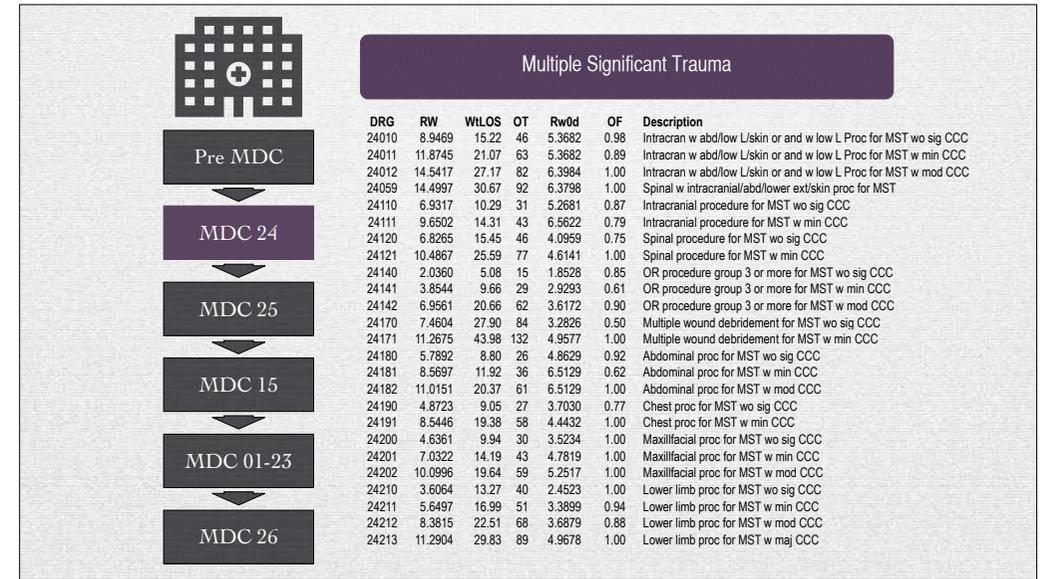 Multiple Significant Trauma
Pre MDC
MDC 24
MDC 25
MDC 15
MDC 01-23
MDC 26
DRG RW WtLOS OT Rw0d OF Description
24010 8.9469 15.22 46 5.3682 0.98 Intracran w abd/low L/skin or and w low L Proc for MST wo sig CCC
24011 11.8745 21.07 63 5.3682 0.89 Intracran w abd/low L/skin or and w low L Proc for MST w min CCC
24012 14.5417 27.17 82 6.3984 1.00 Intracran w abd/low L/skin or and w low L Proc for MST w mod CCC
24059 14.4997 30.67 92 6.3798 1.00 Spinal w intracranial/abd/lower ext/skin proc for MST
24110 6.9317 10.29 31 5.2681 0.87 Intracranial procedure for MST wo sig CCC
24111 9.6502 14.31 43 6.5622 0.79 Intracranial procedure for MST w min CCC
24120 6.8265 15.45 46 4.0959 0.75 Spinal procedure for MST wo sig CCC
24121 10.4867 25.59 77 4.6141 1.00 Spinal procedure for MST w min CCC
24140 2.0360 5.08 15 1.8528 0.85 OR procedure group 3 or more for MST wo sig CCC
24141 3.8544 9.66 29 2.9293 0.61 OR procedure group 3 or more for MST w min CCC
24142 6.9561 20.66 62 3.6172 0.90 OR procedure group 3 or more for MST w mod CCC
24170 7.4604 27.90 84 3.2826 0.50 Multiple wound debridement for MST wo sig CCC
24171 11.2675 43.98 132 4.9577 1.00 Multiple wound debridement for MST w min CCC
24180 5.7892 8.80 26 4.8629 0.92 Abdominal proc for MST wo sig CCC
24181 8.5697 11.92 36 6.5129 0.62 Abdominal proc for MST w min CCC
24182 11.0151 20.37 61 6.5129 1.00 Abdominal proc for MST w mod CCC
24190 4.8723 9.05 27 3.7030 0.77 Chest proc for MST wo sig CCC
24191 8.5446 19.38 58 4.4432 1.00 Chest proc for MST w min CCC
24200 4.6361 9.94 30 3.5234 1.00 Maxillfacial proc for MST wo sig CCC
24201 7.0322 14.19 43 4.7819 1.00 Maxillfacial proc for MST w min CCC
24202 10.0996 19.64 59 5.2517 1.00 Maxillfacial proc for MST w mod CCC
24210 3.6064 13.27 40 2.4523 1.00 Lower limb proc for MST wo sig CCC
24211 5.6497 16.99 51 3.3899 0.94 Lower limb proc for MST w min CCC
24212 8.3815 22.51 68 3.6879 0.88 Lower limb proc for MST w mod CCC
24213 11.2904 29.83 89 4.9678 1.00 Lower limb proc for MST w maj CCC